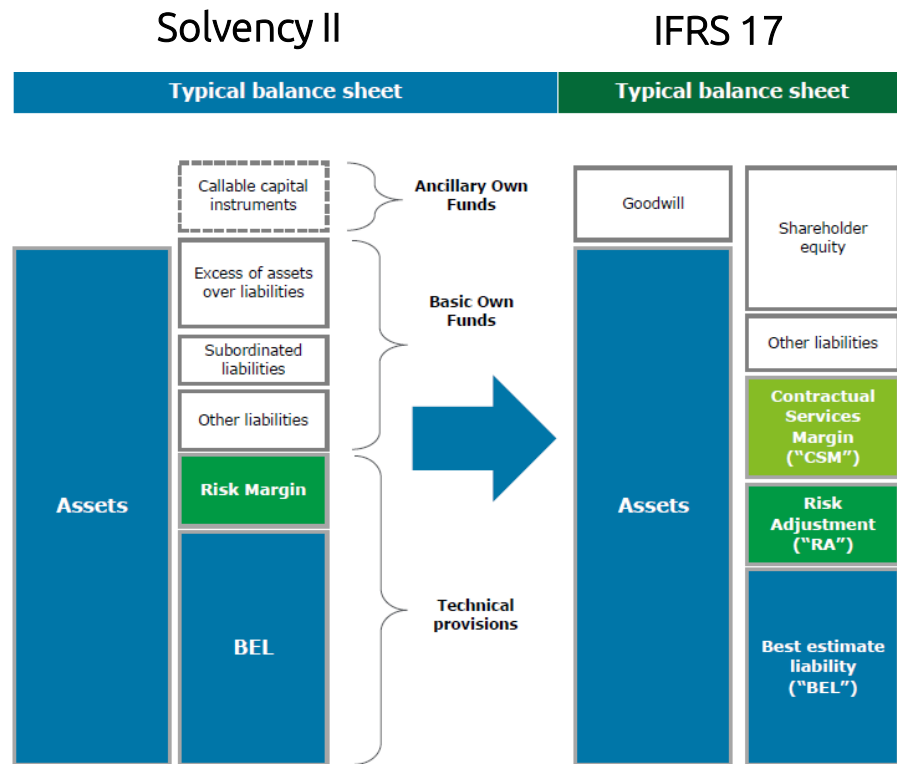 Solvency II
IFRS 17
Typical balance sheet
Typical balance sheet
Callable capital
instruments
Ancillary Own
Funds
Goodwill
Shareholder
equity
Excess of assets
over liabilities
Basic Own
Funds
Subordinated
liabilities
Other liabilities
Other liabilities
Contractual
Services
Margin
(“CSM”)
Risk Margin
Assets
Assets
Risk
Adjustment
(“RA”)
Technical
provisions
BEL
Best estimate
liability
(“BEL”)